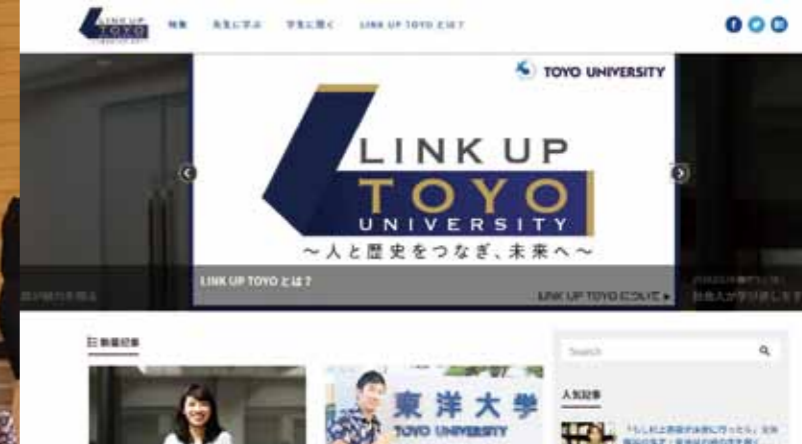 LINK UP
TOYO
特集 先生に学ぶ 学生に聞く LINK UP TOYO とは？
TOYO UNIVERSITY
LINK UP
TOYO
UNIVERSITY
～人と歴史をつなぎ、未来へ～
LINK UP TOYO とは？
LINK UP TOYO について
新着記事
Search
人気記事
東洋大学
TOYO UNIVERSITY